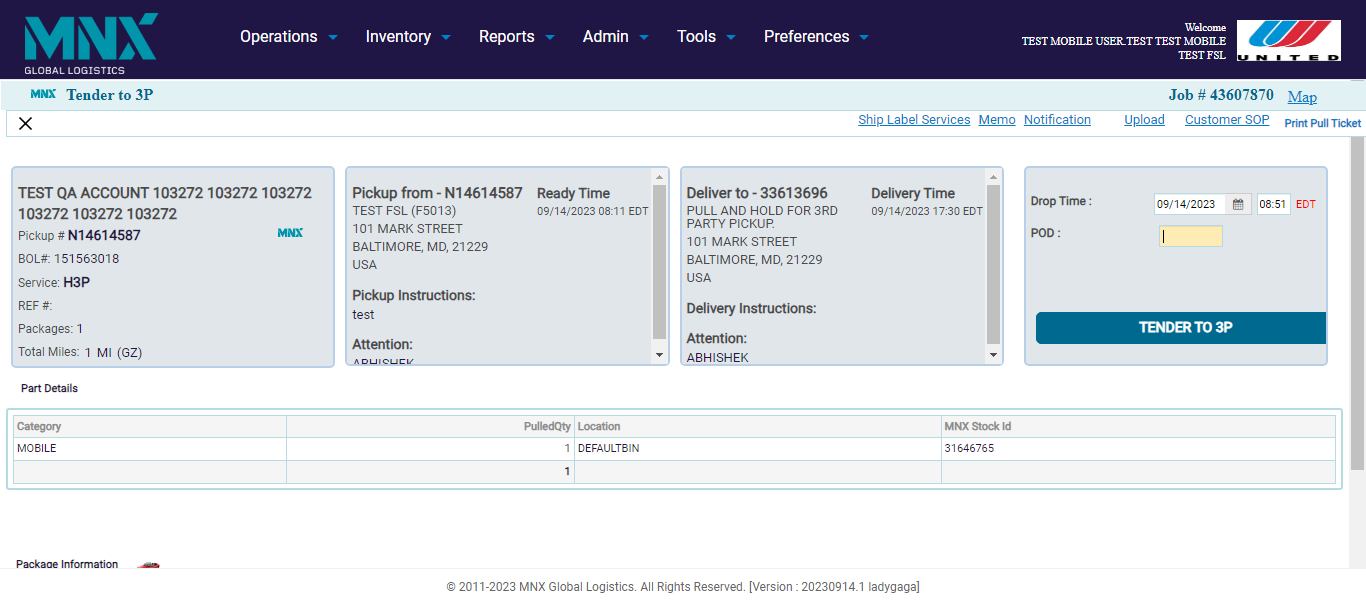 MNX
GLOBAL LOGISTICS
Operations Inventory Reports Admin Tools Preferences
Welcome
TEST MOBILE USER.TEST TEST MOBILE
TEST FSL
UNITED
MNX Tender to 3P
Job # 43607870 Map
Ship Label Services Memo Notification Upload Customer SOP Print Pull Ticket
TEST QA ACCOUNT 103272 103272 103272
103272 103272 103272
Pickup # N14614587
MNX
BOL#: 151563018
Service: H3P
REF #:
Packages: 1
Total Miles: 1 MI (GZ)
Pickup from - N14614587
TEST FSL (F5013)
101 MARK STREET
BALTIMORE, MD, 21229
USA
Ready Time
09/14/2023 08:11 EDT
Pickup Instructions:
test
Attention:
ABHISHEK
Deliver to - 33613696
PULL AND HOLD FOR 3RD
PARTY PICKUP.
101 MARK STREET
BALTIMORE, MD, 21229
USA
Delivery Time
09/14/2023 17:30 EDT
Delivery Instructions:
Attention:
ABHISHEK
Drop Time : 09/14/2023 08:51 EDT
POD :
TENDER TO 3P
Part Details
Category PulledQty Location MNX Stock Id
MOBILE 1 DEFAULTBIN 31646765
1
Package Information
© 2011-2023 MNX Global Logistics. All Rights Reserved. [Version : 20230914.1 ladygaga]